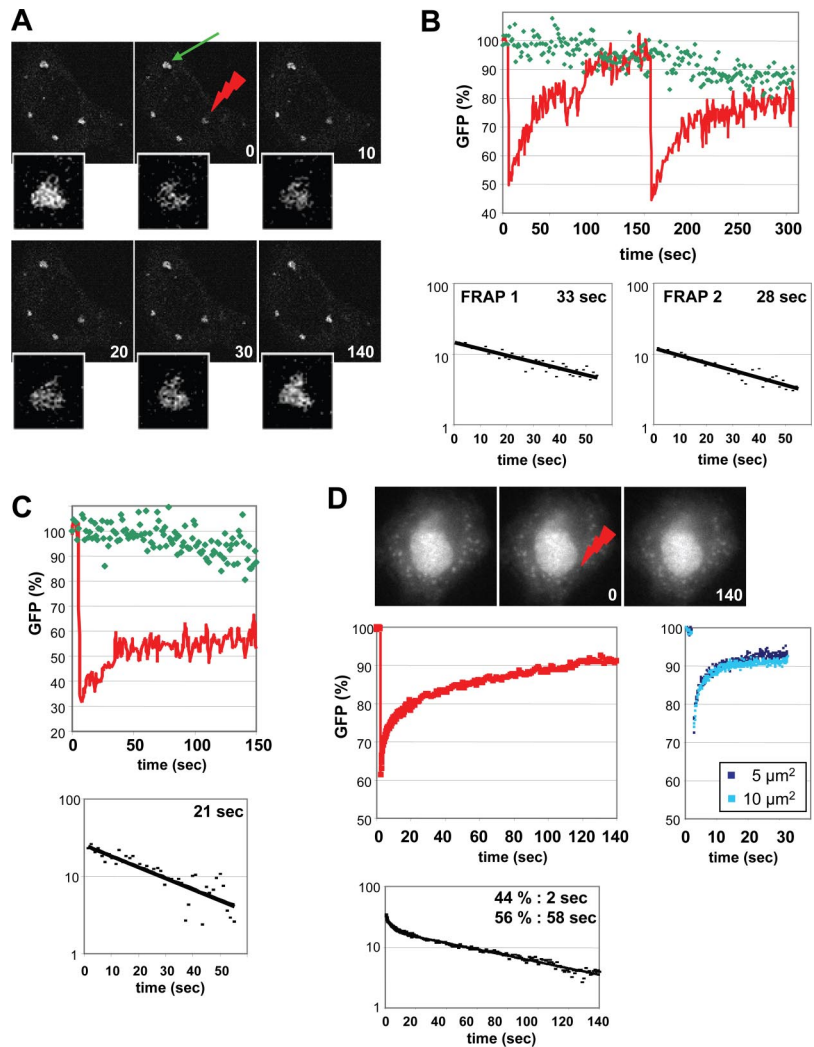 A
0
10
20
30
140
B
GFP (%)
100
90
80
70
60
50
40
0 50 100 150 200 250 300
time (sec)
FRAP 1 33 sec
100
10
1
0 10 20 30 40 50
time (sec)
FRAP 2 28 sec
100
10
1
0 10 20 30 40 50
time (sec)
C
GFP (%)
100
90
80
70
60
50
40
30
20
0 50 100 150
time (sec)
21 sec
100
10
1
0 10 20 30 40 50
time (sec)
D
0
140
GFP (%)
100
90
80
70
60
50
0 20 40 60 80 100 120 140
time (sec)
100
90
80
70
60
50
5 µm²
10 µm²
0 10 20 30
time (sec)
44 % : 2 sec
56 % : 58 sec
100
10
1
0 20 40 60 80 100 120 140
time (sec)